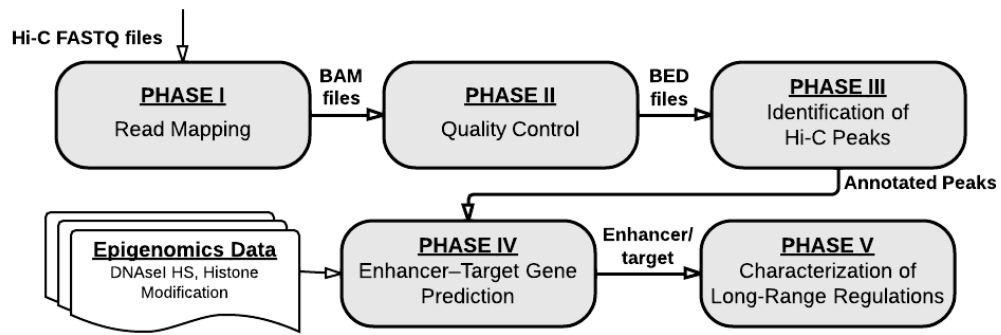 Hi-C FASTQ files
PHASE I
Read Mapping
BAM
files
PHASE II
Quality Control
BED
files
PHASE III
Identification of
Hi-C Peaks
Annotated Peaks
Epigenomics Data
DNAseI HS, Histone
Modification
PHASE IV
Enhancer–Target Gene
Prediction
Enhancer/
target
PHASE V
Characterization of
Long-Range Regulations